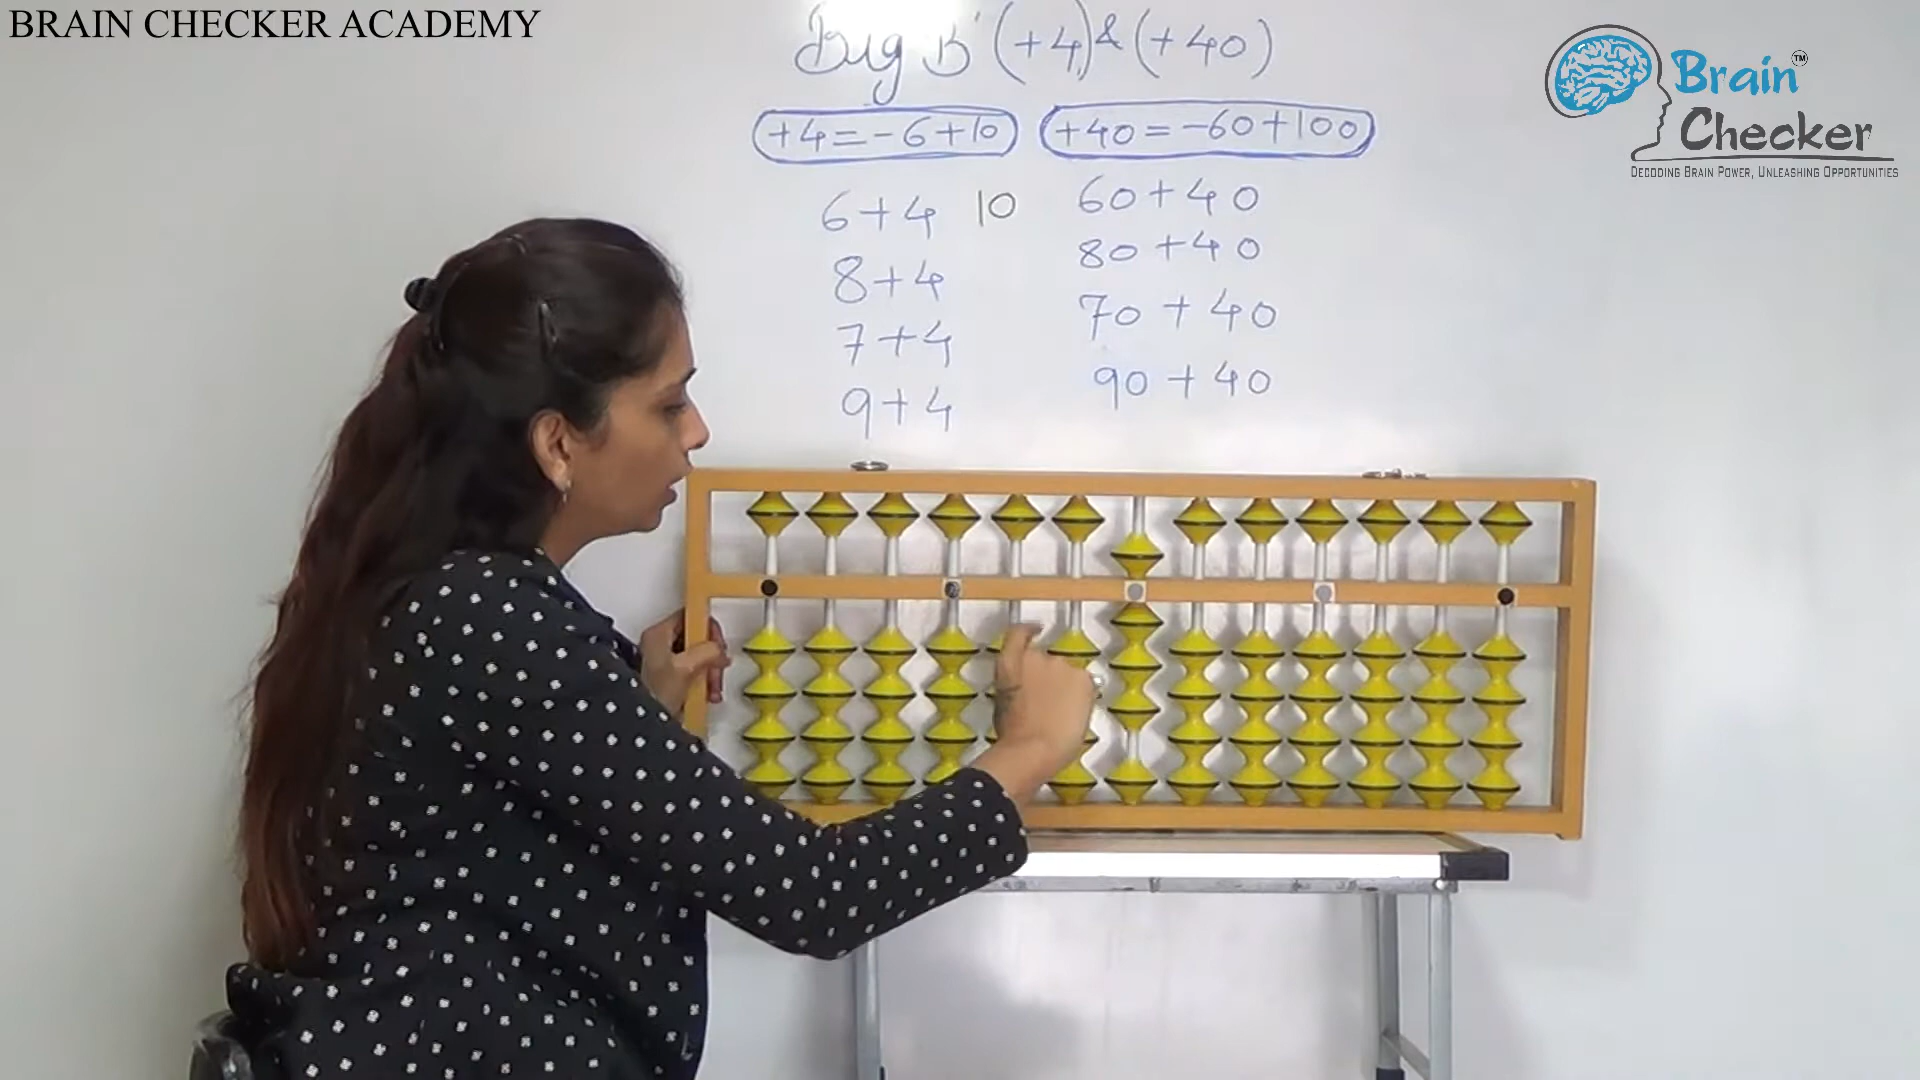 BRAIN CHECKER ACADEMY
Big B' (+4) & (+40)
+4=-6+10
+40=-60+100
6+4 10
8+4
7+4
9+4
60+40
80+40
70+40
90+40
Brain™
Checker
DECODING BRAIN POWER, UNLEASHING OPPORTUNITIES